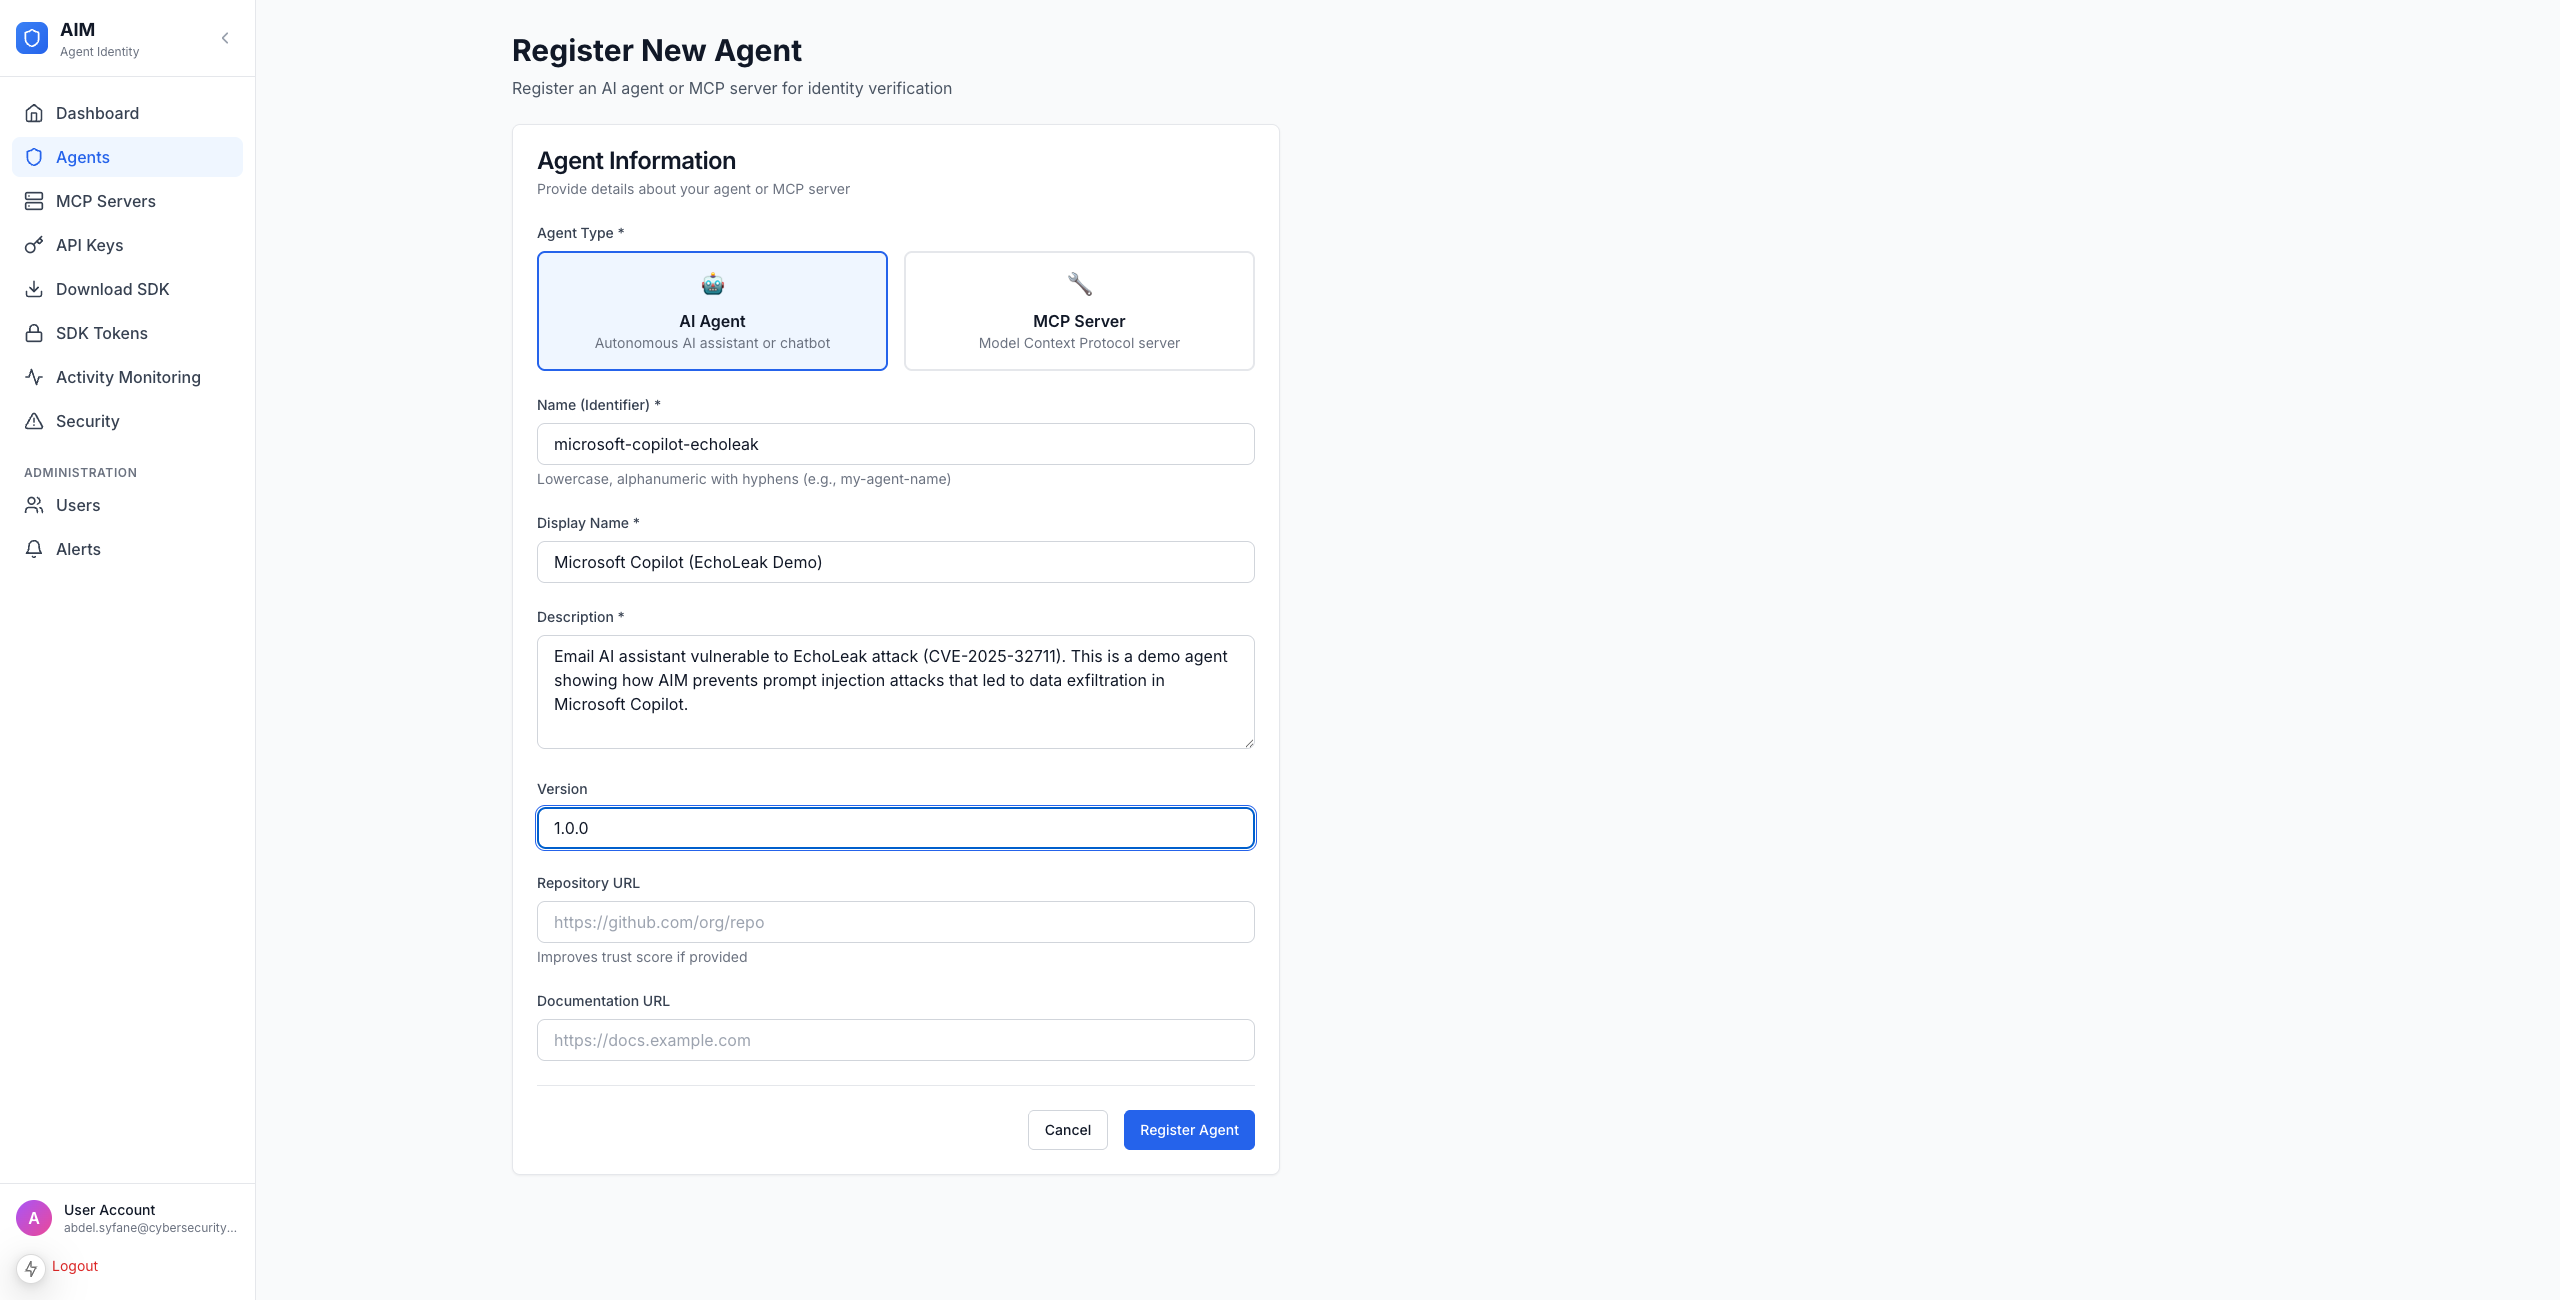 AIM
Agent Identity
Dashboard
Agents
MCP Servers
API Keys
Download SDK
SDK Tokens
Activity Monitoring
Security
ADMINISTRATION
Users
Alerts
A
User Account
abdel.syfane@cybersecurity...
Logout
Register New Agent
Register an AI agent or MCP server for identity verification
Agent Information
Provide details about your agent or MCP server
Agent Type *
AI Agent
Autonomous AI assistant or chatbot
MCP Server
Model Context Protocol server
Name (Identifier) *
microsoft-copilot-echoleak
Lowercase, alphanumeric with hyphens (e.g., my-agent-name)
Display Name *
Microsoft Copilot (EchoLeak Demo)
Description *
Email AI assistant vulnerable to EchoLeak attack (CVE-2025-32711). This is a demo agent
showing how AIM prevents prompt injection attacks that led to data exfiltration in
Microsoft Copilot.
Version
1.0.0
Repository URL
https://github.com/org/repo
Improves trust score if provided
Documentation URL
https://docs.example.com
Cancel
Register Agent